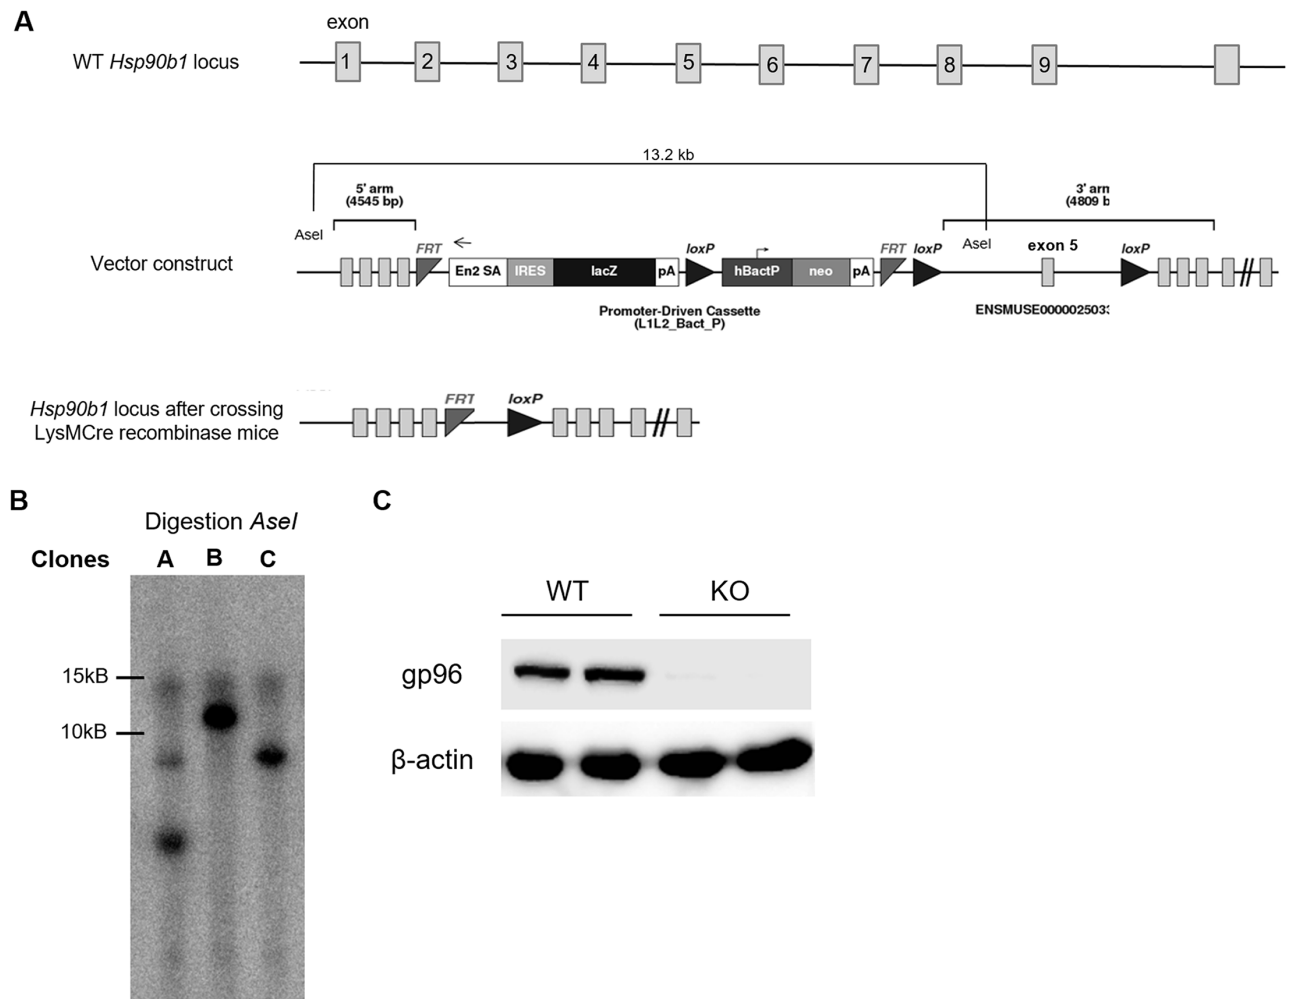 A
exon
WT Hsp90b1 locus
1 2 3 4 5 6 7 8 9
13.2 kb
5' arm
(4545 bp)
3' arm
(4809 b
AseI
AseI
exon 5
FRT
loxP
FRT
loxP
loxP
Vector construct
En2 SA IRES lacZ pA hBactP neo pA
Promoter-Driven Cassette
(L1L2_Bact_P)
ENSMUSE0000025033
Hsp90b1 locus after crossing
LysMCre recombinase mice
FRT
loxP
B
Digestion AseI
Clones A B C
15kB
10kB
C
WT KO
gp96
β-actin